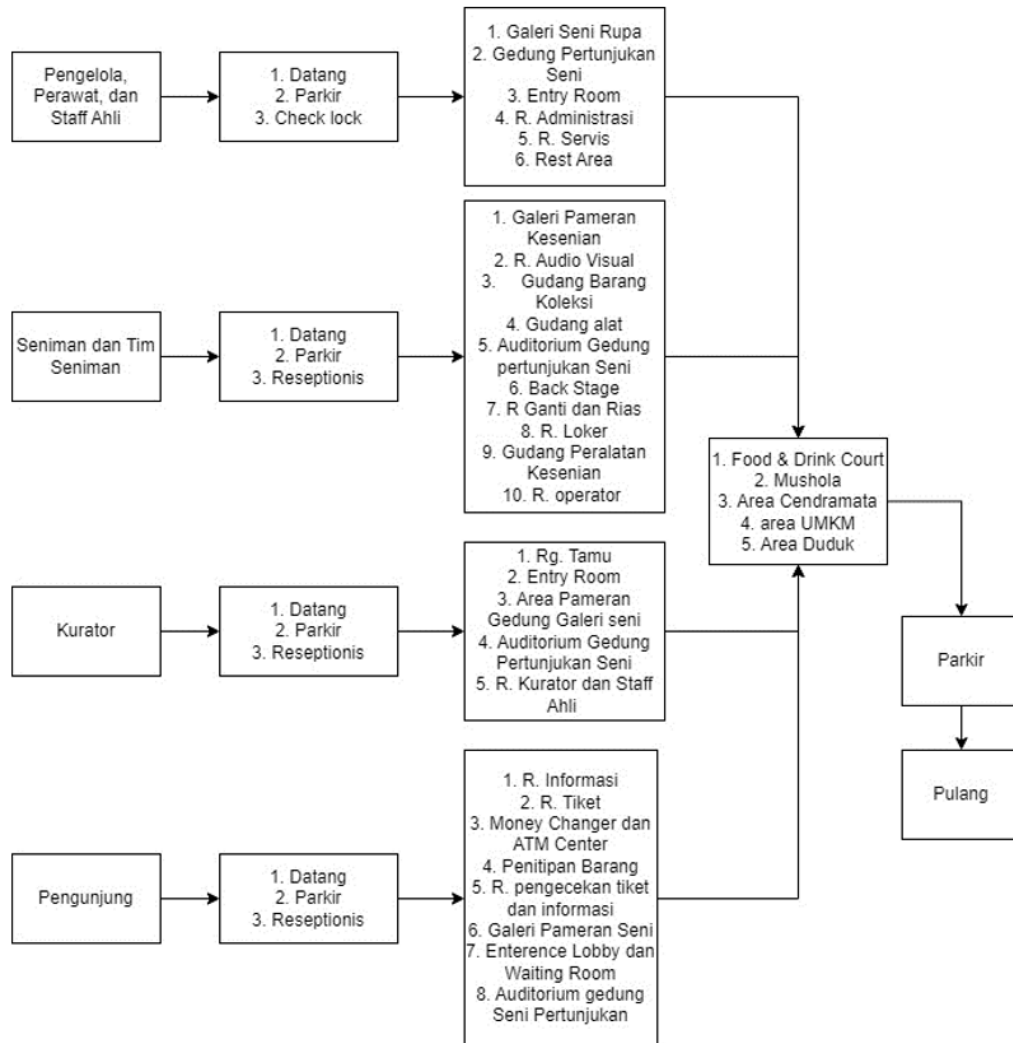 Pengelola,
Perawat, dan
Staff Ahli
1. Datang
2. Parkir
3. Check lock
1. Galeri Seni Rupa
2. Gedung Pertunjukan
Seni
3. Entry Room
4. R. Administrasi
5. R. Servis
6. Rest Area
Seniman dan Tim
Seniman
1. Datang
2. Parkir
3. Reseptionis
1. Galeri Pameran
Kesenian
2. R. Audio Visual
3. Gudang Barang
Koleksi
4. Gudang alat
5. Auditorium Gedung
pertunjukan Seni
6. Back Stage
7. R Ganti dan Rias
8. R. Loker
9. Gudang Peralatan
Kesenian
10. R. operator
Kurator
1. Datang
2. Parkir
3. Reseptionis
1. Rg. Tamu
2. Entry Room
3. Area Pameran
Gedung Galeri seni
4. Auditorium Gedung
Pertunjukan Seni
5. R. Kurator dan Staff
Ahli
Pengunjung
1. Datang
2. Parkir
3. Reseptionis
1. R. Informasi
2. R. Tiket
3. Money Changer dan
ATM Center
4. Penitipan Barang
5. R. pengecekan tiket
dan informasi
6. Galeri Pameran Seni
7. Enterence Lobby dan
Waiting Room
8. Auditorium gedung
Seni Pertunjukan
1. Food & Drink Court
2. Mushola
3. Area Cendramata
4. area UMKM
5. Area Duduk
Parkir
Pulang